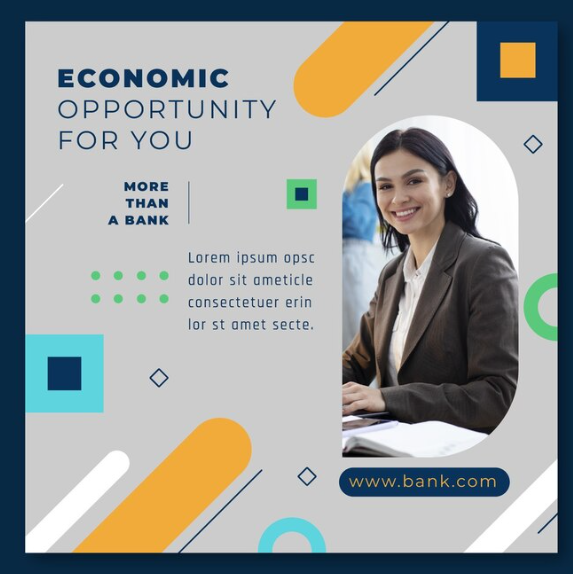 ECONOMIC
OPPORTUNITY
FOR YOU
MORE
THAN
A BANK
Lorem ipsum opsc
dolor sit ameticle
consectetuer erin
lor st amet secte.
www.bank.com